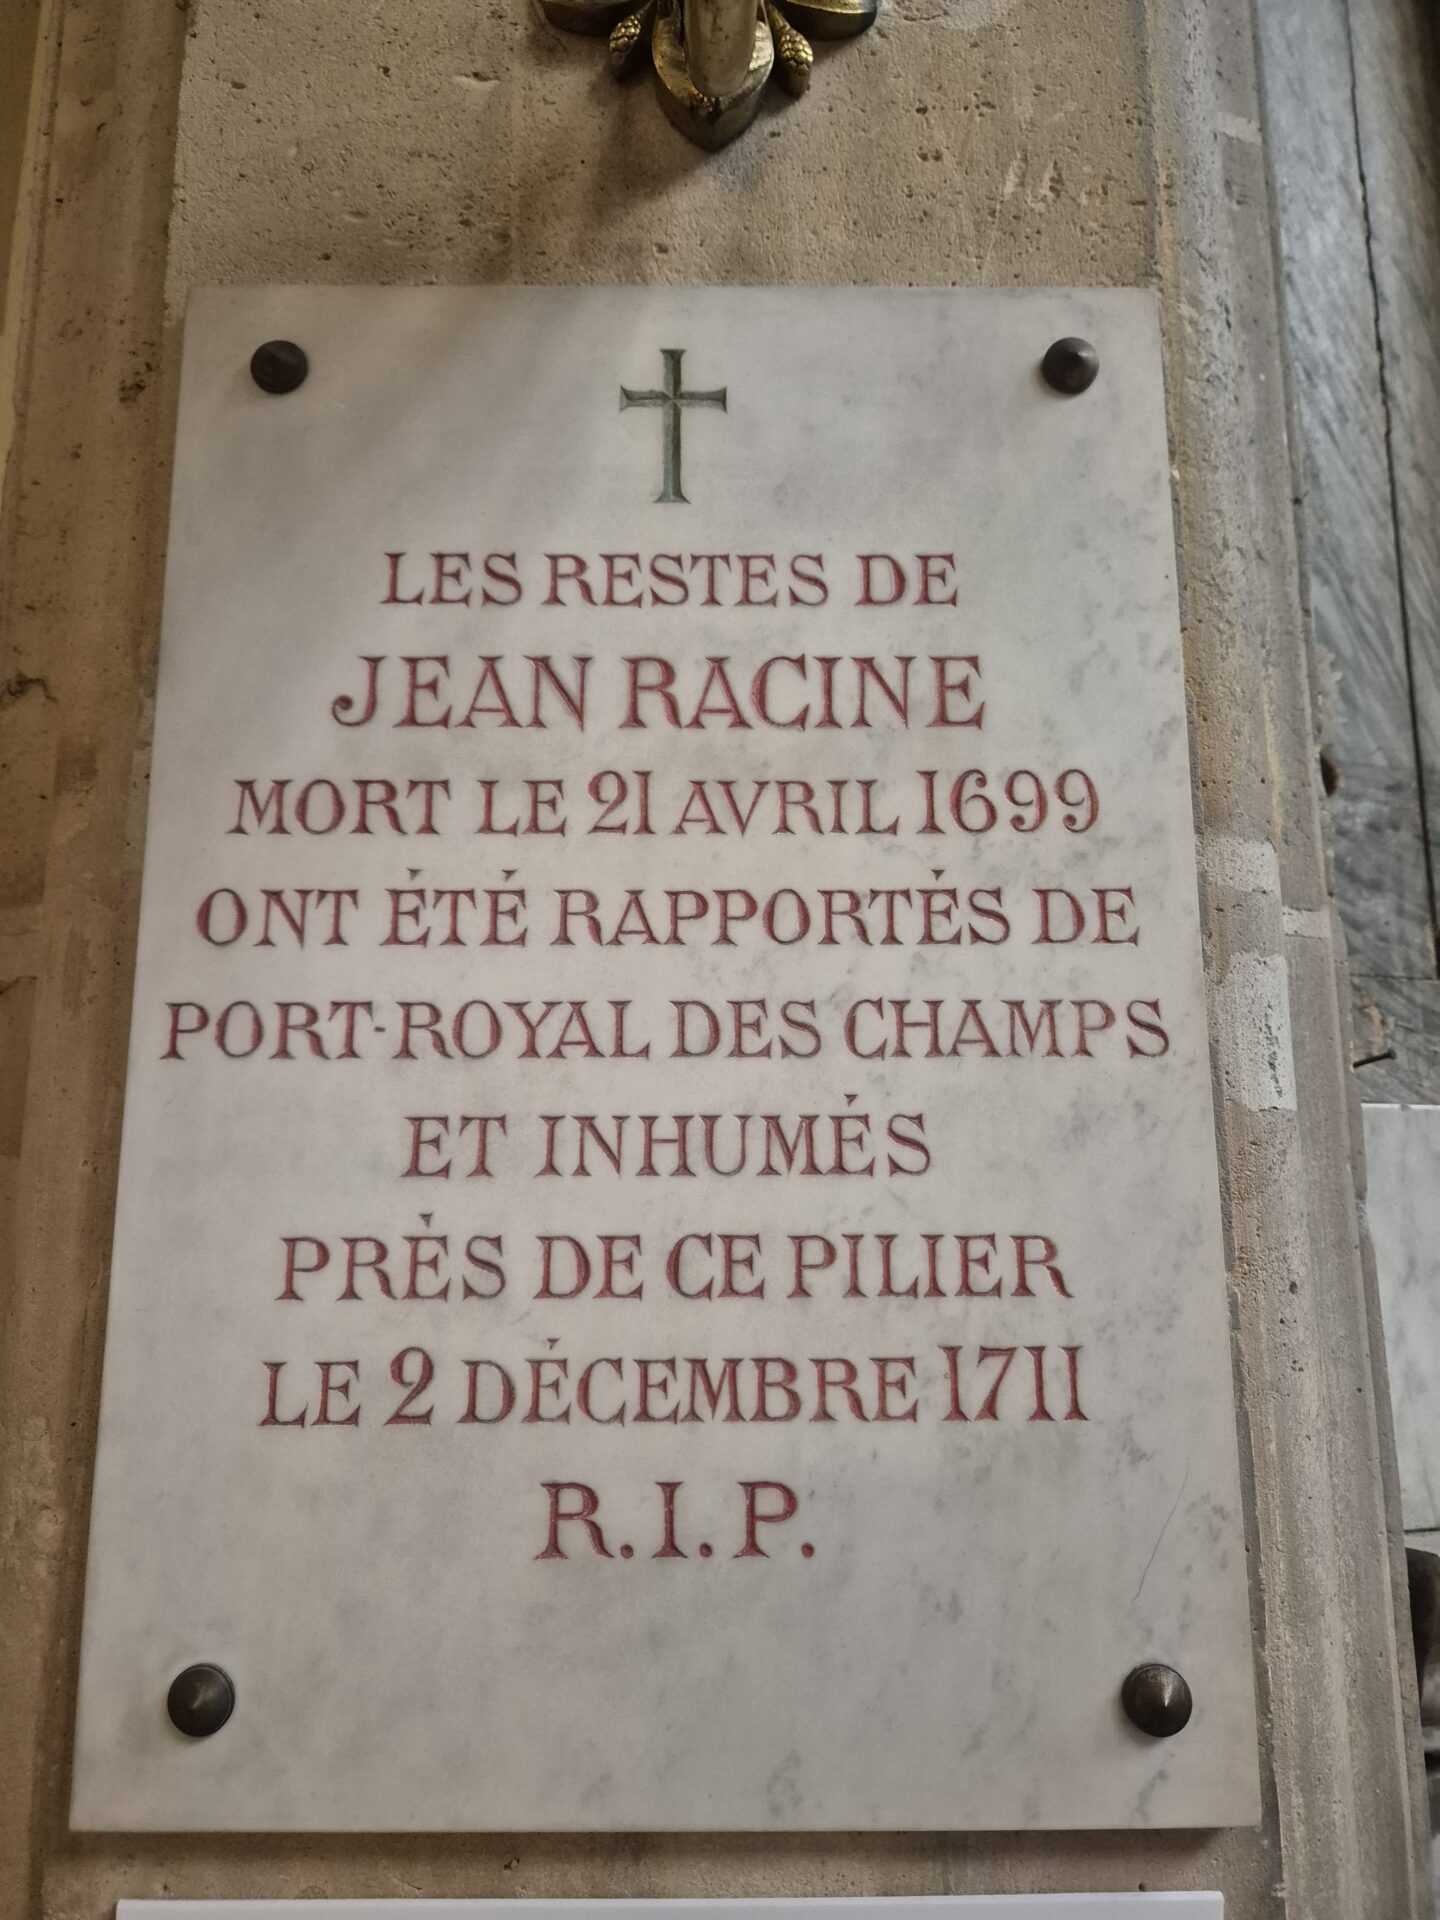 LES RESTES DE
JEAN RACINE
MORT LE 21 AVRIL 1699
ONT ÉTÉ RAPPORTÉS DE
PORT-ROYAL DES CHAMPS
ET INHUMÉS
PRÈS DE CE PILIER
LE 2 DÉCEMBRE 1711
R.I.P.